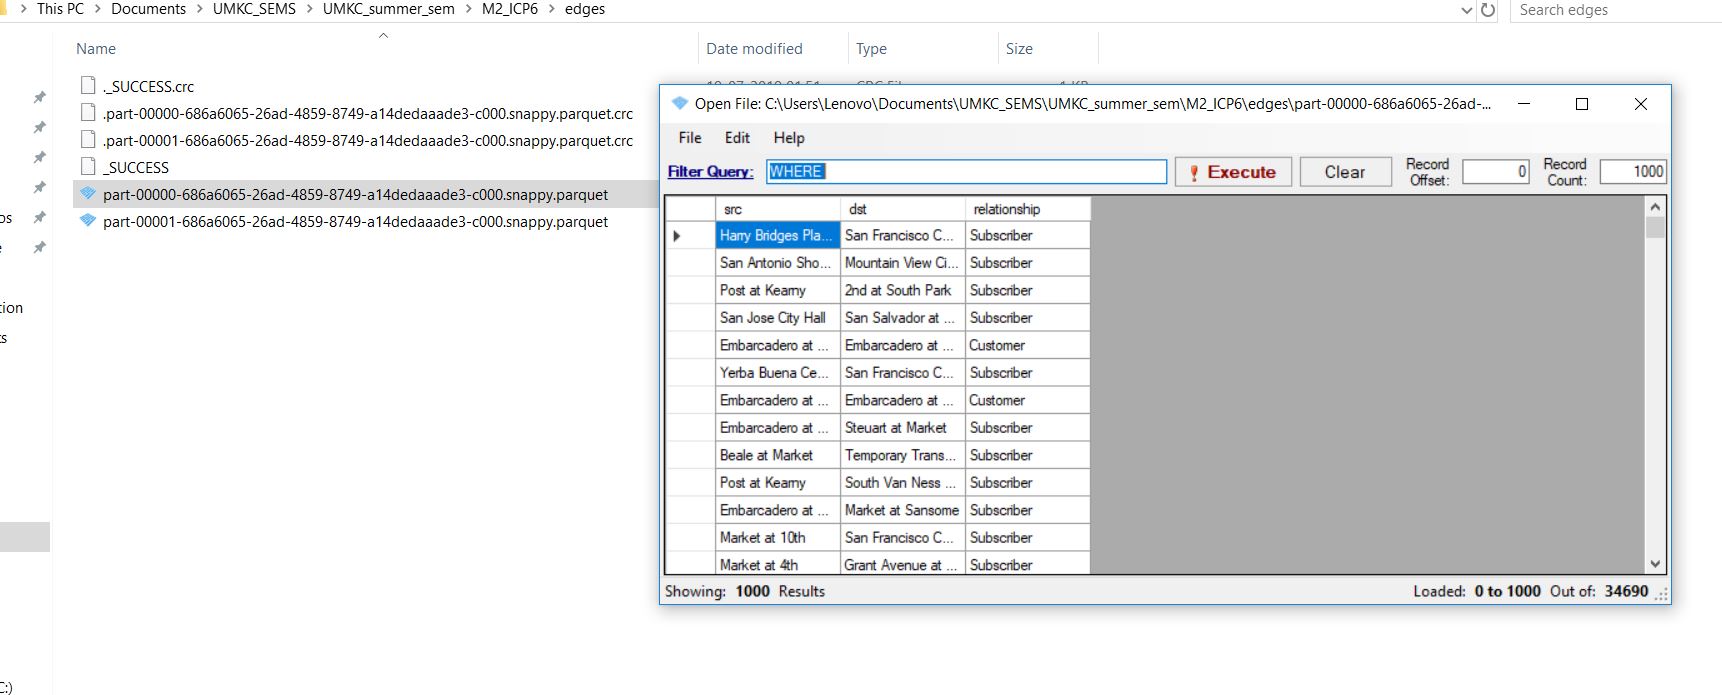 This PC > Documents > UMKC_SEMS > UMKC_summer_sem > M2_ICP6 > edges
Search edges
Name Date modified Type Size
._SUCCESS.crc
.part-00000-686a6065-26ad-4859-8749-a14dedaaade3-c000.snappy.parquet.crc
.part-00001-686a6065-26ad-4859-8749-a14dedaaade3-c000.snappy.parquet.crc
_SUCCESS
part-00000-686a6065-26ad-4859-8749-a14dedaaade3-c000.snappy.parquet
part-00001-686a6065-26ad-4859-8749-a14dedaaade3-c000.snappy.parquet
Open File: C:\Users\Lenovo\Documents\UMKC_SEMS\UMKC_summer_sem\M2_ICP6\edges\part-00000-686a6065-26ad-...
File Edit Help
Filter Query: WHERE Execute Clear Record Offset: 0 Record Count: 1000
src dst relationship
Harry Bridges Pla... San Francisco C... Subscriber
San Antonio Sho... Mountain View Ci... Subscriber
Post at Kearny 2nd at South Park Subscriber
San Jose City Hall San Salvador at ... Subscriber
Embarcadero at ... Embarcadero at ... Customer
Yerba Buena Ce... San Francisco C... Subscriber
Embarcadero at ... Embarcadero at ... Customer
Embarcadero at ... Steuart at Market Subscriber
Beale at Market Temporary Trans... Subscriber
Post at Kearny South Van Ness ... Subscriber
Embarcadero at ... Market at Sansome Subscriber
Market at 10th San Francisco C... Subscriber
Market at 4th Grant Avenue at ... Subscriber
Showing: 1000 Results
Loaded: 0 to 1000 Out of: 34690
C:)